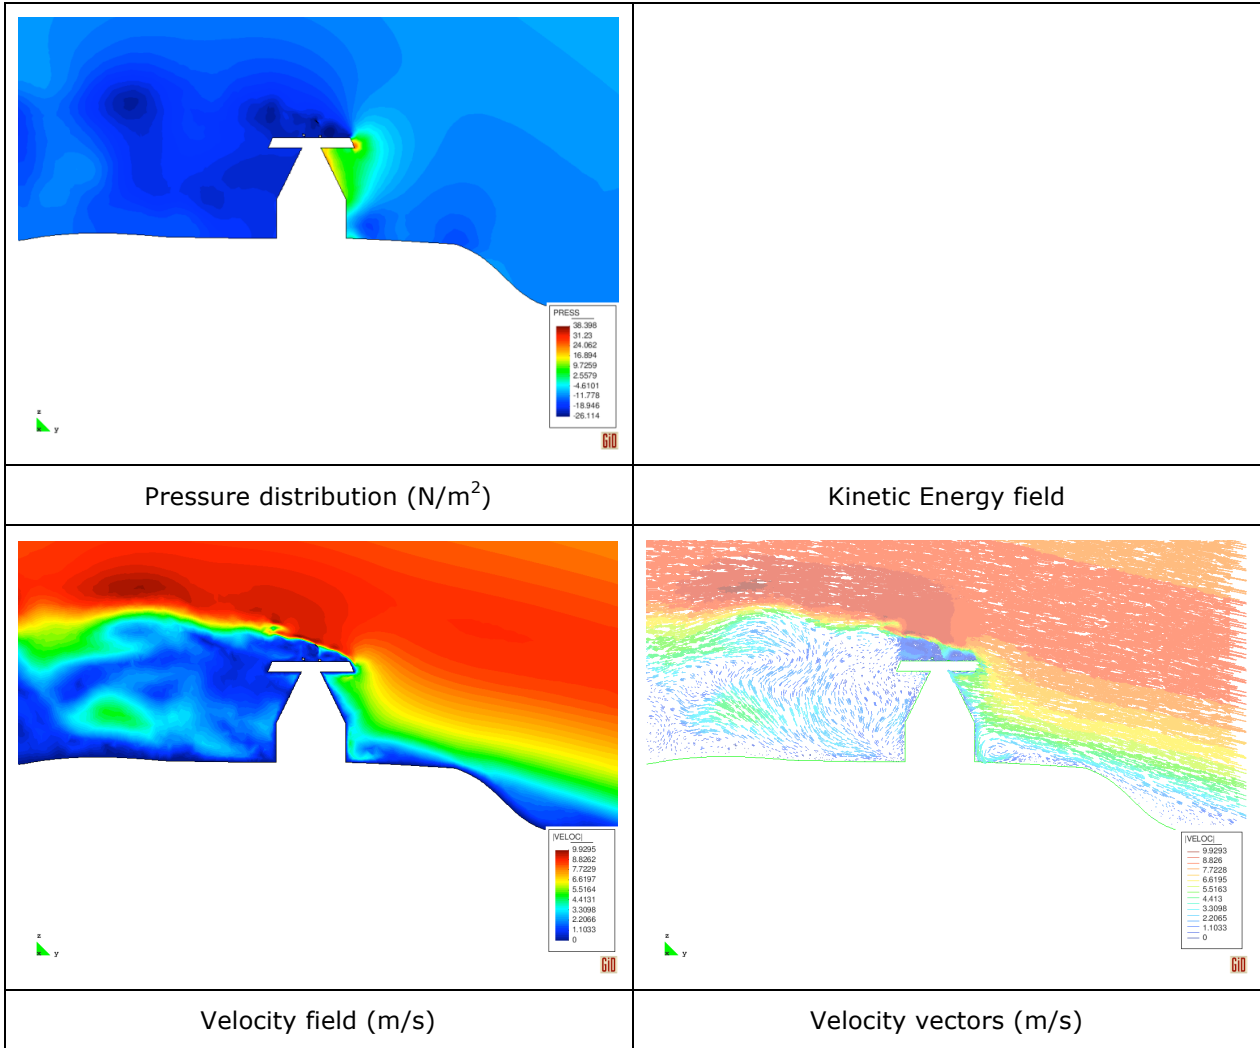 PRESS
38.398
31.23
24.062
16.894
9.7259
2.5579
-4.6101
-11.778
-18.946
-26.114
z
x y
GiD
Pressure distribution (N/m2)
Kinetic Energy field
|VELOC|
9.9295
8.8262
7.7229
6.6197
5.5164
4.4131
3.3098
2.2066
1.1033
0
z
x y
GiD
|VELOC|
9.9293
8.826
7.7228
6.6195
5.5163
4.413
3.3098
2.2065
1.1033
0
z
x y
GiD
Velocity field (m/s)
Velocity vectors (m/s)